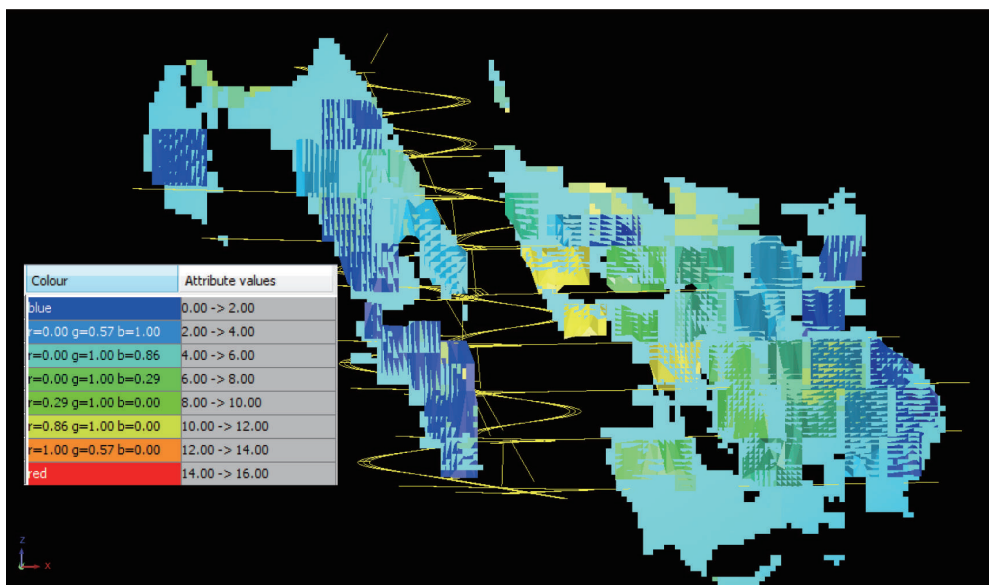 Colour Attribute values
blue 0.00 -> 2.00
r=0.00 g=0.57 b=1.00 2.00 -> 4.00
r=0.00 g=1.00 b=0.86 4.00 -> 6.00
r=0.00 g=1.00 b=0.29 6.00 -> 8.00
r=0.29 g=1.00 b=0.00 8.00 -> 10.00
r=0.86 g=1.00 b=0.00 10.00 -> 12.00
r=1.00 g=0.57 b=0.00 12.00 -> 14.00
red 14.00 -> 16.00
Z
X